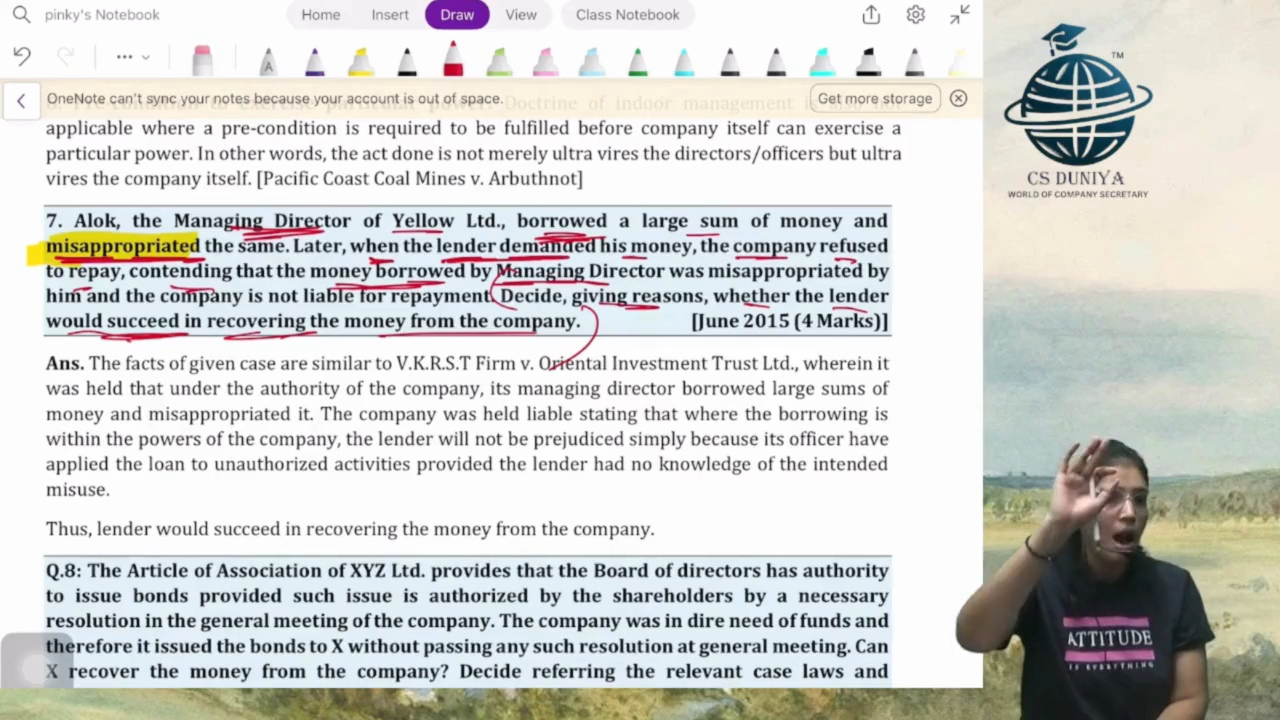 pinky's Notebook
Home Insert Draw View Class Notebook
OneNote can't sync your notes because your account is out of space. Get more storage
Doctrine of indoor management is also not
applicable where a pre-condition is required to be fulfilled before company itself can exercise a
particular power. In other words, the act done is not merely ultra vires the directors/officers but ultra
vires the company itself. [Pacific Coast Coal Mines v. Arbuthnot]
7. Alok, the Managing Director of Yellow Ltd., borrowed a large sum of money and
misappropriated the same. Later, when the lender demanded his money, the company refused
to repay, contending that the money borrowed by Managing Director was misappropriated by
him and the company is not liable for repayment. Decide, giving reasons, whether the lender
would succeed in recovering the money from the company. [June 2015 (4 Marks)]
Ans. The facts of given case are similar to V.K.R.S.T Firm v. Oriental Investment Trust Ltd., wherein it
was held that under the authority of the company, its managing director borrowed large sums of
money and misappropriated it. The company was held liable stating that where the borrowing is
within the powers of the company, the lender will not be prejudiced simply because its officer have
applied the loan to unauthorized activities provided the lender had no knowledge of the intended
misuse.
Thus, lender would succeed in recovering the money from the company.
Q.8: The Article of Association of XYZ Ltd. provides that the Board of directors has authority
to issue bonds provided such issue is authorized by the shareholders by a necessary
resolution in the general meeting of the company. The company was in dire need of funds and
therefore it issued the bonds to X without passing any such resolution at general meeting. Can
X recover the money from the company? Decide referring the relevant case laws and
TM
CS DUNIYA
WORLD OF COMPANY SECRETARY
ATTITUDE
IS EVERYTHING